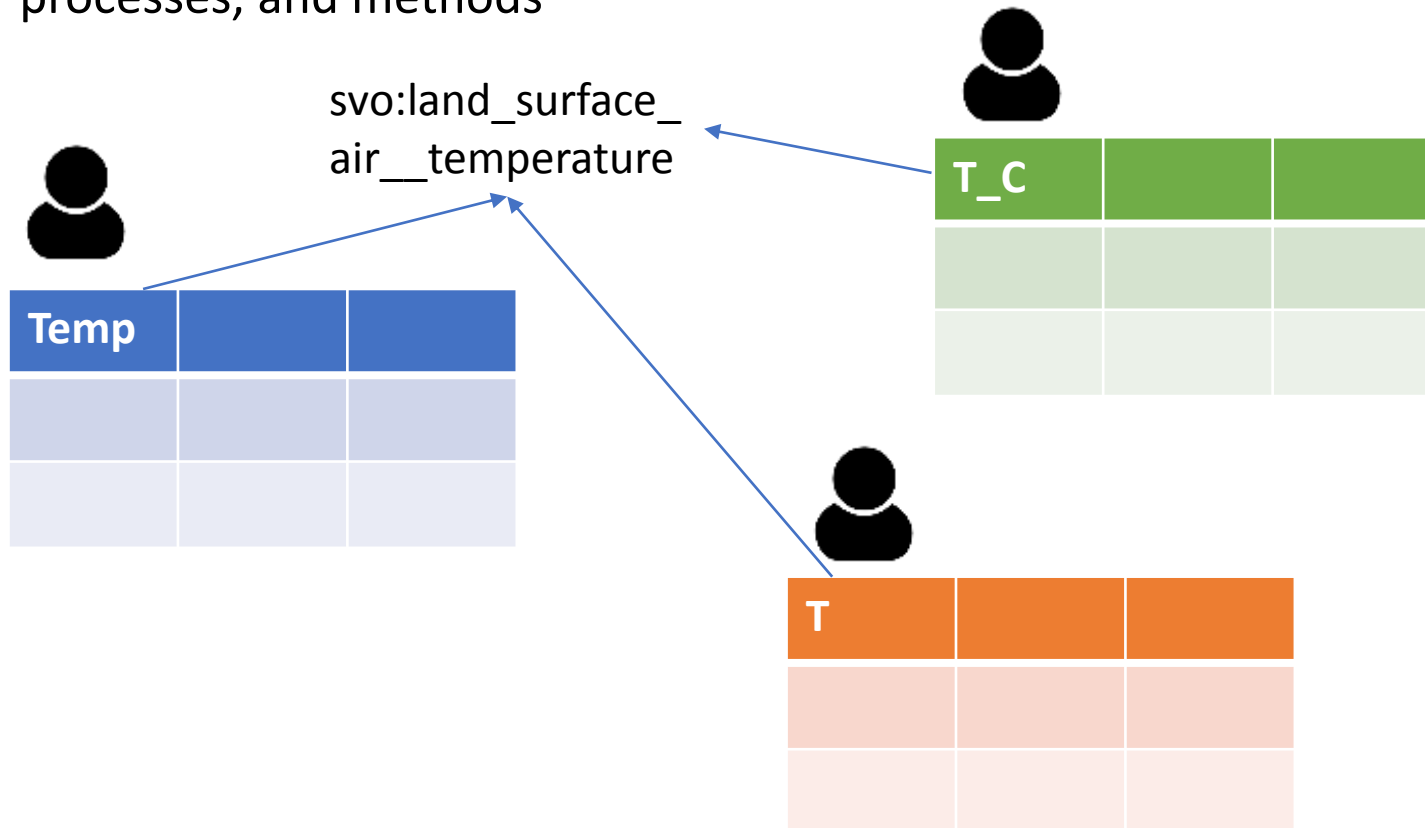 processes, and methods
svo:land_surface_
air__temperature
T_C
Temp
T